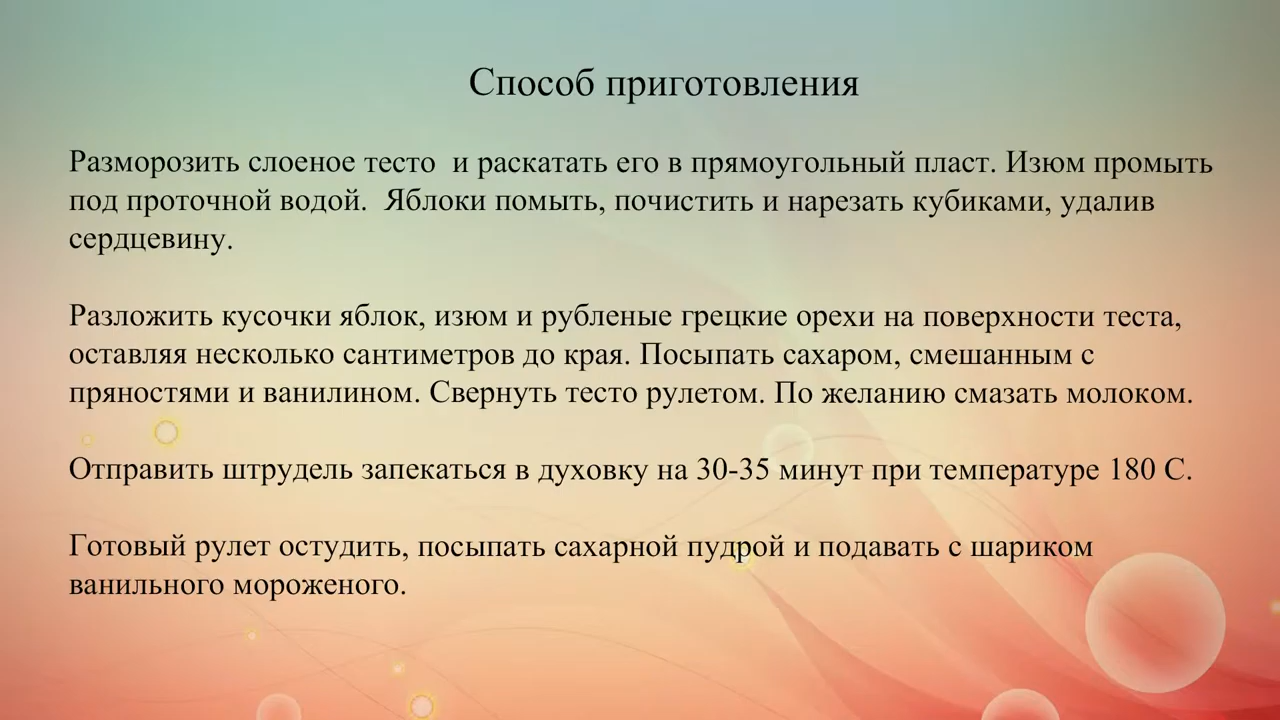 Способ приготовления
Разморозить слоеное тесто  и раскатать его в прямоугольный пласт. Изюм промыть
под проточной водой.  Яблоки помыть, почистить и нарезать кубиками, удалив
сердцевину.
Разложить кусочки яблок, изюм и рубленые грецкие орехи на поверхности теста,
оставляя несколько сантиметров до края. Посыпать сахаром, смешанным с
пряностями и ванилином. Свернуть тесто рулетом. По желанию смазать молоком.
Отправить штрудель запекаться в духовку на 30-35 минут при температуре 180 С.
Готовый рулет остудить, посыпать сахарной пудрой и подавать с шариком
ванильного мороженого.